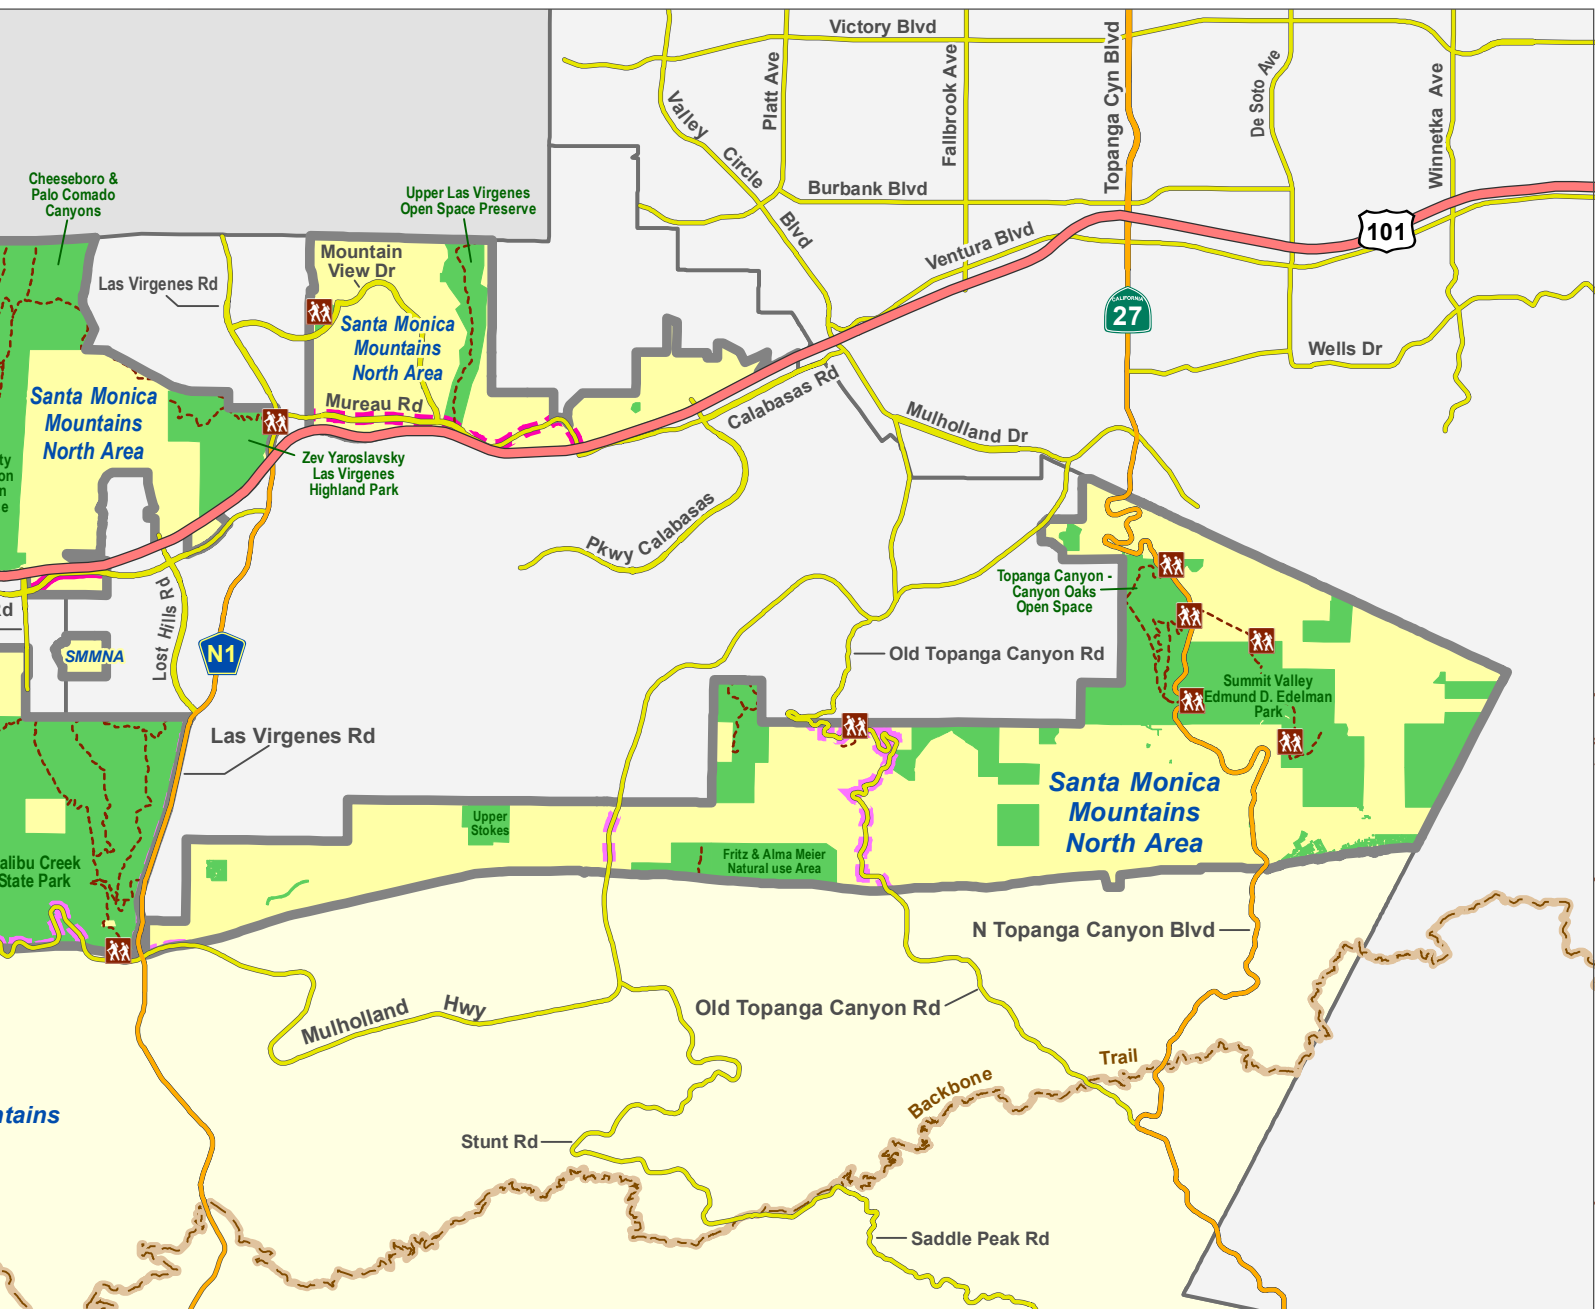 Victory Blvd
Platt Ave
Fallbrook Ave
Topanga Cyn Blvd
De Soto Ave
Winnetka Ave
Valley Circle Blvd
Burbank Blvd
Cheeseboro &
Palo Comado
Canyons
Upper Las Virgenes
Open Space Preserve
Ventura Blvd
101
Mountain
View Dr
Las Virgenes Rd
CALIFORNIA
27
Santa Monica
Mountains
North Area
Wells Dr
Santa Monica
Mountains
North Area
Mureau Rd
Calabasas Rd
Mulholland Dr
Zev Yaroslavsky
Las Virgenes
Highland Park
ty
on
n
e
Pkwy Calabasas
Topanga Canyon -
Canyon Oaks
Open Space
Rd
Lost Hills Rd
N1
SMMNA
Old Topanga Canyon Rd
Summit Valley
Edmund D. Edelman
Park
Las Virgenes Rd
Santa Monica
Mountains
North Area
Upper
Stokes
alibu Creek
State Park
Fritz & Alma Meier
Natural use Area
N Topanga Canyon Blvd
Old Topanga Canyon Rd
Mulholland Hwy
Trail
Backbone
ntains
Stunt Rd
Saddle Peak Rd